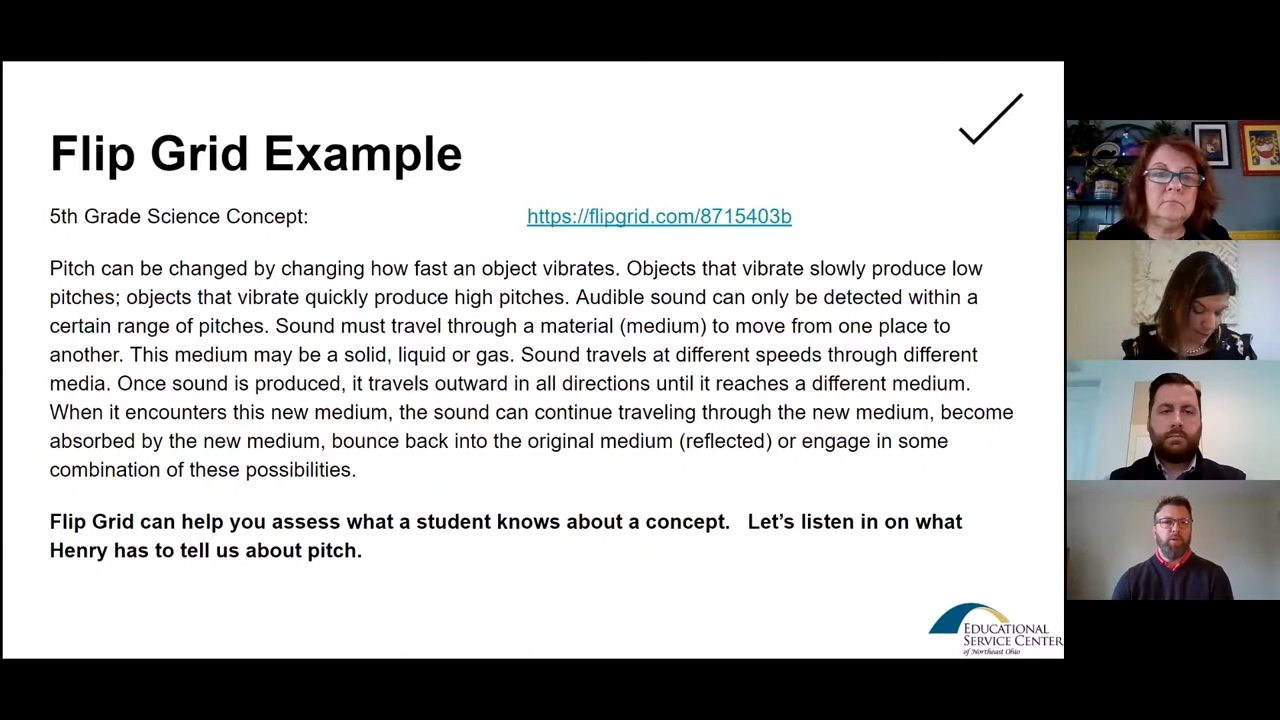 Flip Grid Example
5th Grade Science Concept: https://flipgrid.com/8715403b
Pitch can be changed by changing how fast an object vibrates. Objects that vibrate slowly produce low
pitches; objects that vibrate quickly produce high pitches. Audible sound can only be detected within a
certain range of pitches. Sound must travel through a material (medium) to move from one place to
another. This medium may be a solid, liquid or gas. Sound travels at different speeds through different
media. Once sound is produced, it travels outward in all directions until it reaches a different medium.
When it encounters this new medium, the sound can continue traveling through the new medium, become
absorbed by the new medium, bounce back into the original medium (reflected) or engage in some
combination of these possibilities.
Flip Grid can help you assess what a student knows about a concept. Let’s listen in on what
Henry has to tell us about pitch.
EDUCATIONAL
SERVICE CENTER
of Northeast Ohio